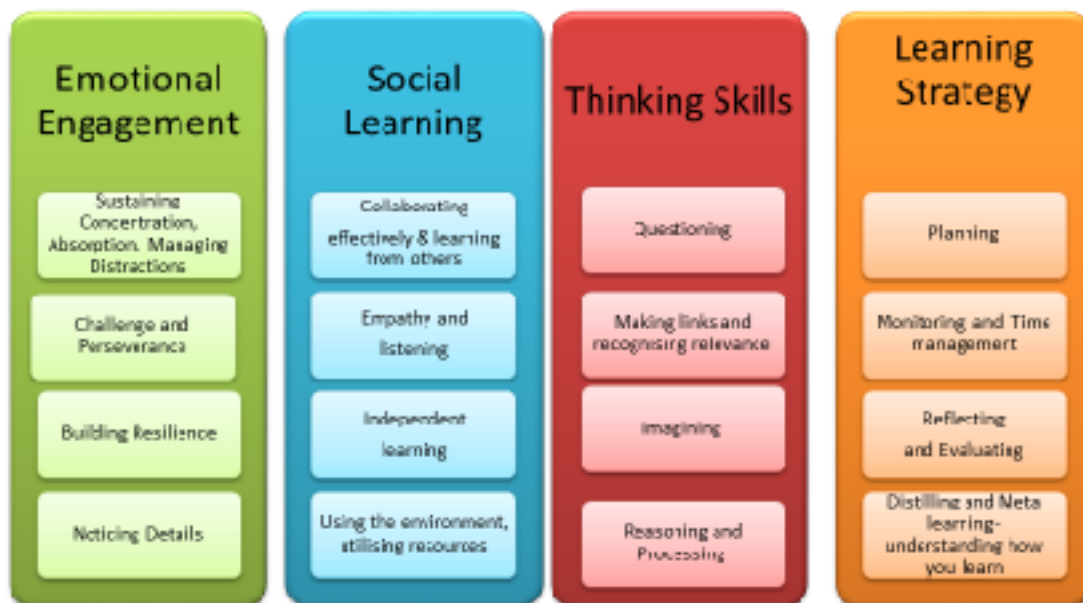 Emotional
Engagement
Sustaining
Concertration,
Absorption, Managing
Distractions
Challenge and
Perseverance
Building Resilience
Noticing Details
Social
Learning
Collaborating
effectively & learning
from others
Empathy and
listening
Independent
learning
Using the environment,
utilising resources
Thinking Skills
Questioning
Making links and
recognising relevance
Imagining
Reasoning and
Processing
Learning
Strategy
Planning
Monitoring and Time
management
Reflecting
and Evaluating
Distilling and Meta
learning-
understanding how
you learn